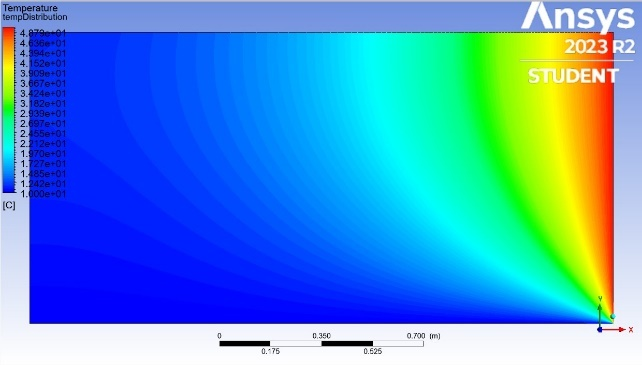 Temperature
tempDistribution
4.879e+01
4.636e+01
4.394e+01
4.152e+01
3.909e+01
3.667e+01
3.424e+01
3.182e+01
2.939e+01
2.697e+01
2.455e+01
2.212e+01
1.970e+01
1.727e+01
1.485e+01
1.242e+01
1.000e+01
[C]
Ansys
2023 R2
STUDENT
Y
X
0 0.350 0.700 (m)
0.175 0.525